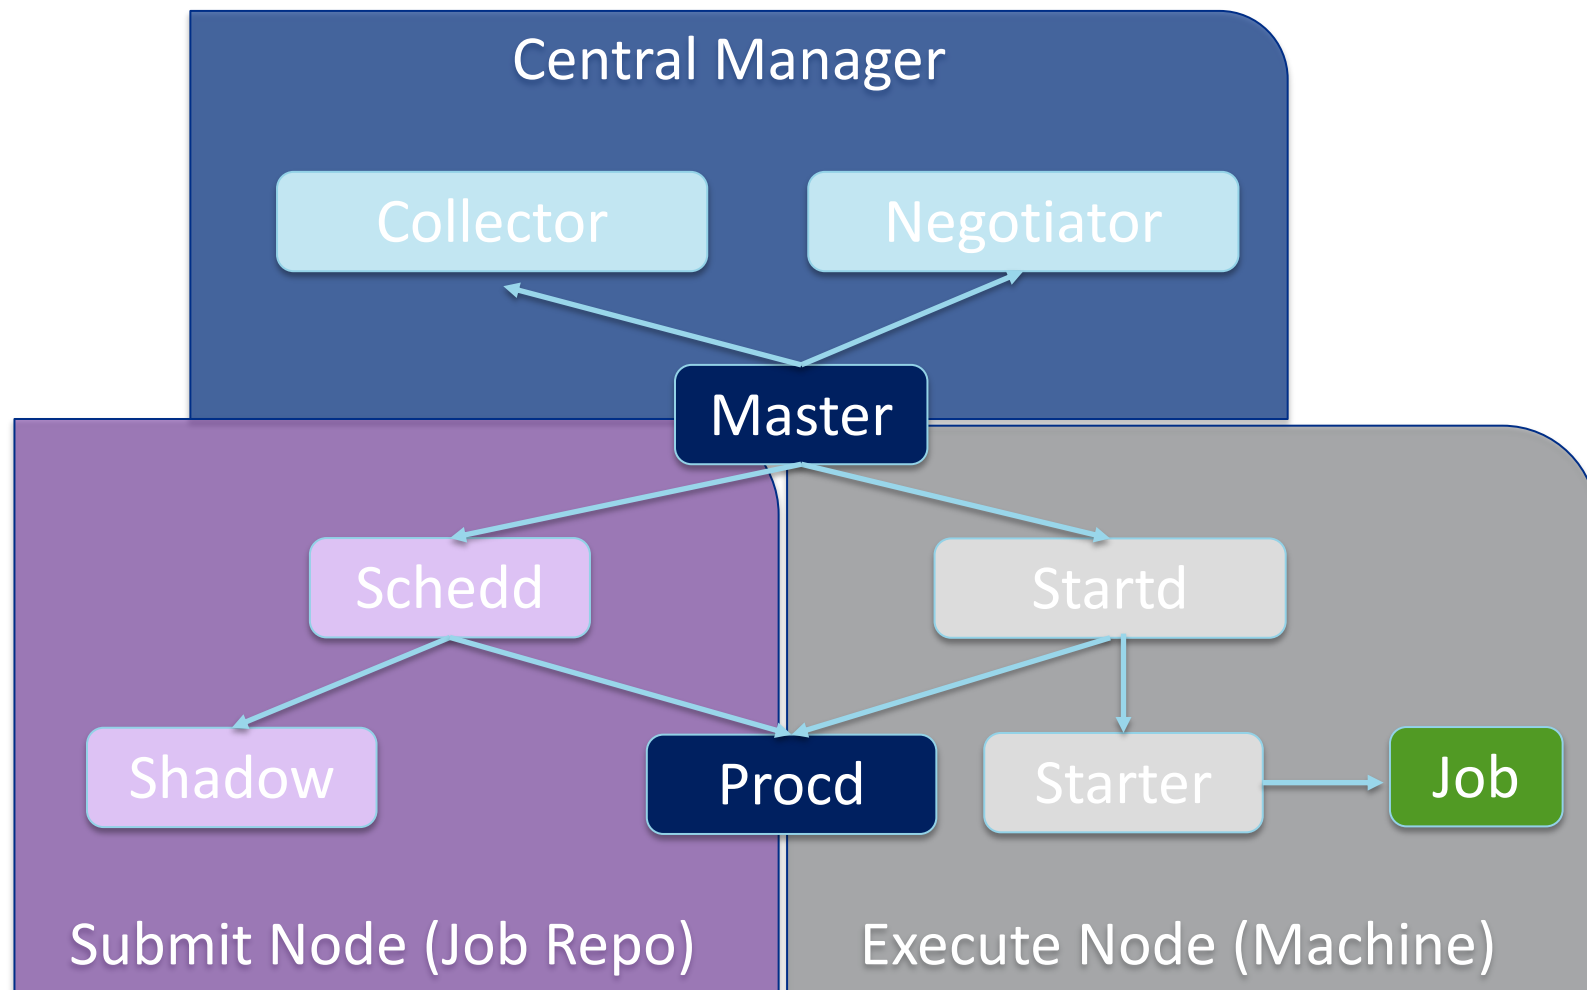 Central Manager
Collector
Negotiator
Master
Schedd
Startd
Shadow
Procd
Starter
Job
Submit Node (Job Repo)
Execute Node (Machine)